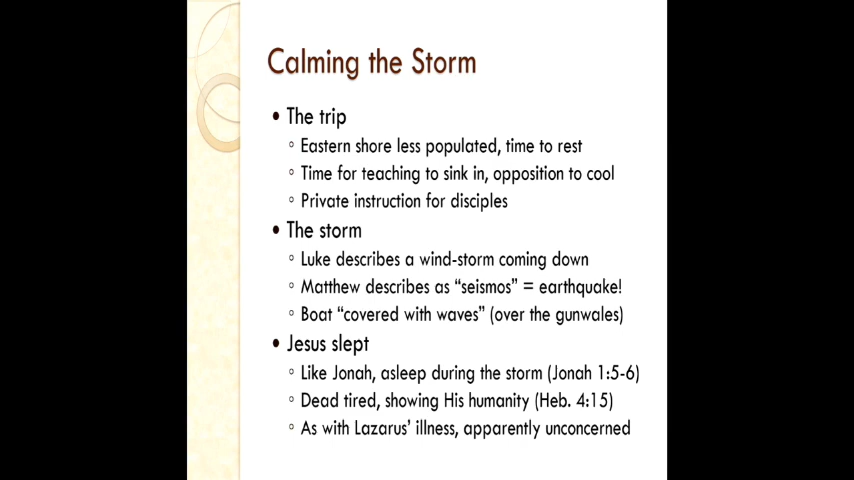 Calming the Storm
• The trip
◦ Eastern shore less populated, time to rest
◦ Time for teaching to sink in, opposition to cool
◦ Private instruction for disciples
• The storm
◦ Luke describes a wind-storm coming down
◦ Matthew describes as “seismos” = earthquake!
◦ Boat “covered with waves” (over the gunwales)
• Jesus slept
◦ Like Jonah, asleep during the storm (Jonah 1:5-6)
◦ Dead tired, showing His humanity (Heb. 4:15)
◦ As with Lazarus’ illness, apparently unconcerned